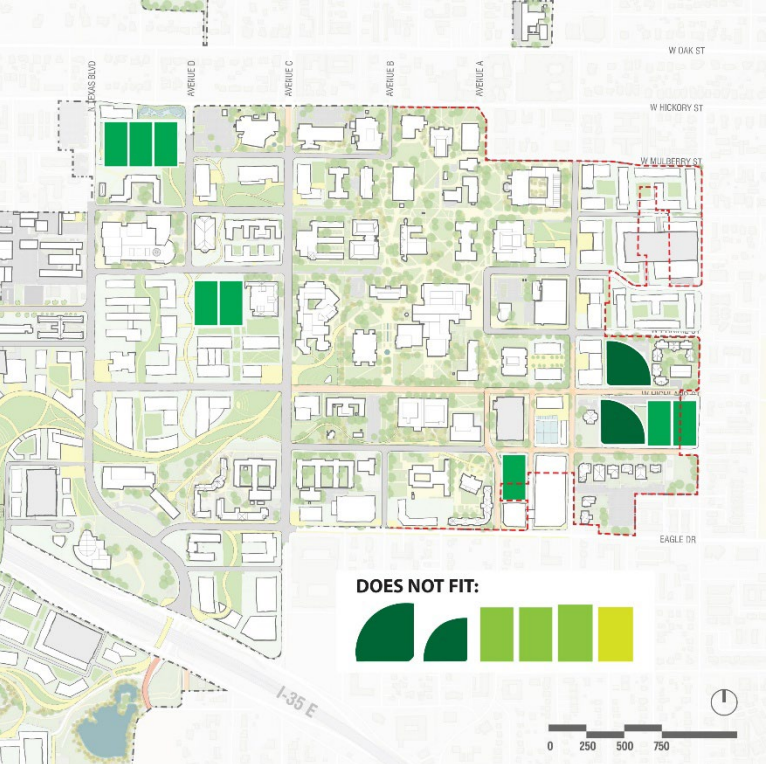 W OAK ST
N TEXAS BLVD
AVENUE D
AVENUE C
AVENUE B
AVENUE A
W HICKORY ST
W MULBERRY ST
EAGLE DR
DOES NOT FIT:
I-35 E
0 250 500 750